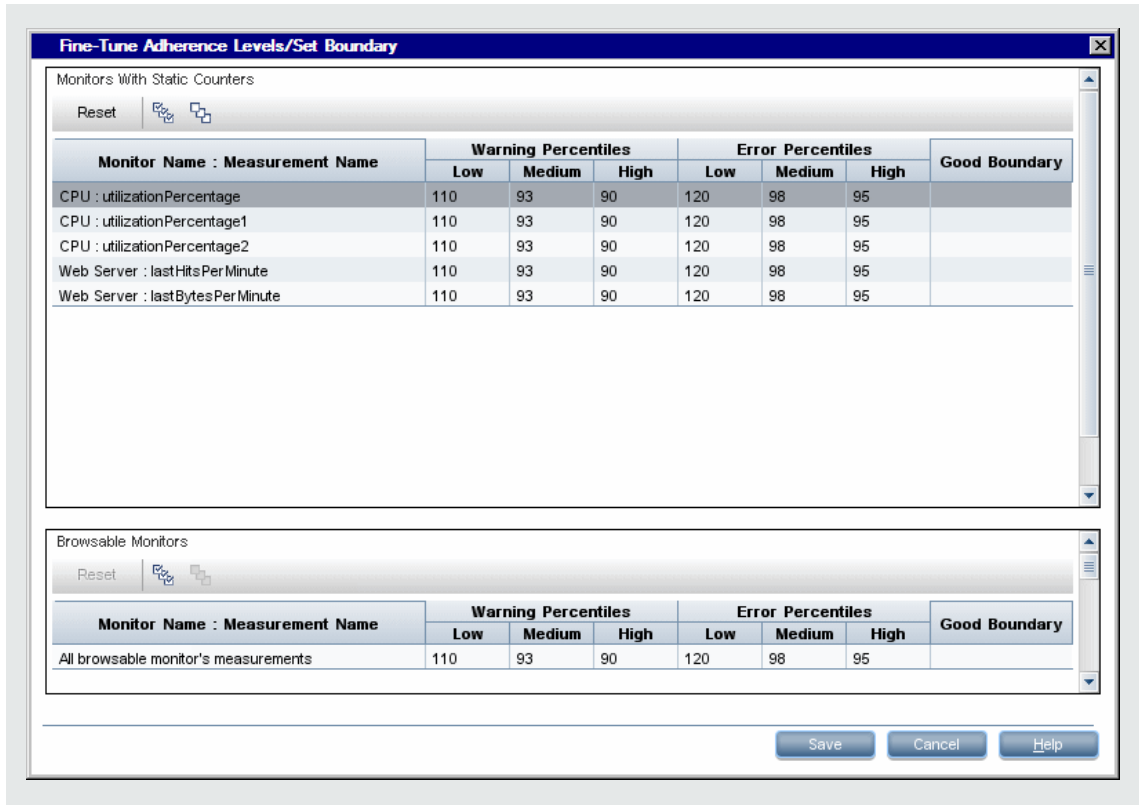 Fine-Tune Adherence Levels/Set Boundary
Monitors With Static Counters
Reset
Monitor Name : Measurement Name Warning Percentiles Error Percentiles Good Boundary
Low Medium High Low Medium High
CPU : utilizationPercentage 110 93 90 120 98 95
CPU : utilizationPercentage1 110 93 90 120 98 95
CPU : utilizationPercentage2 110 93 90 120 98 95
Web Server : lastHitsPerMinute 110 93 90 120 98 95
Web Server : lastBytesPerMinute 110 93 90 120 98 95
Browsable Monitors
Reset
Monitor Name : Measurement Name Warning Percentiles Error Percentiles Good Boundary
Low Medium High Low Medium High
All browsable monitor's measurements 110 93 90 120 98 95
Save Cancel Help